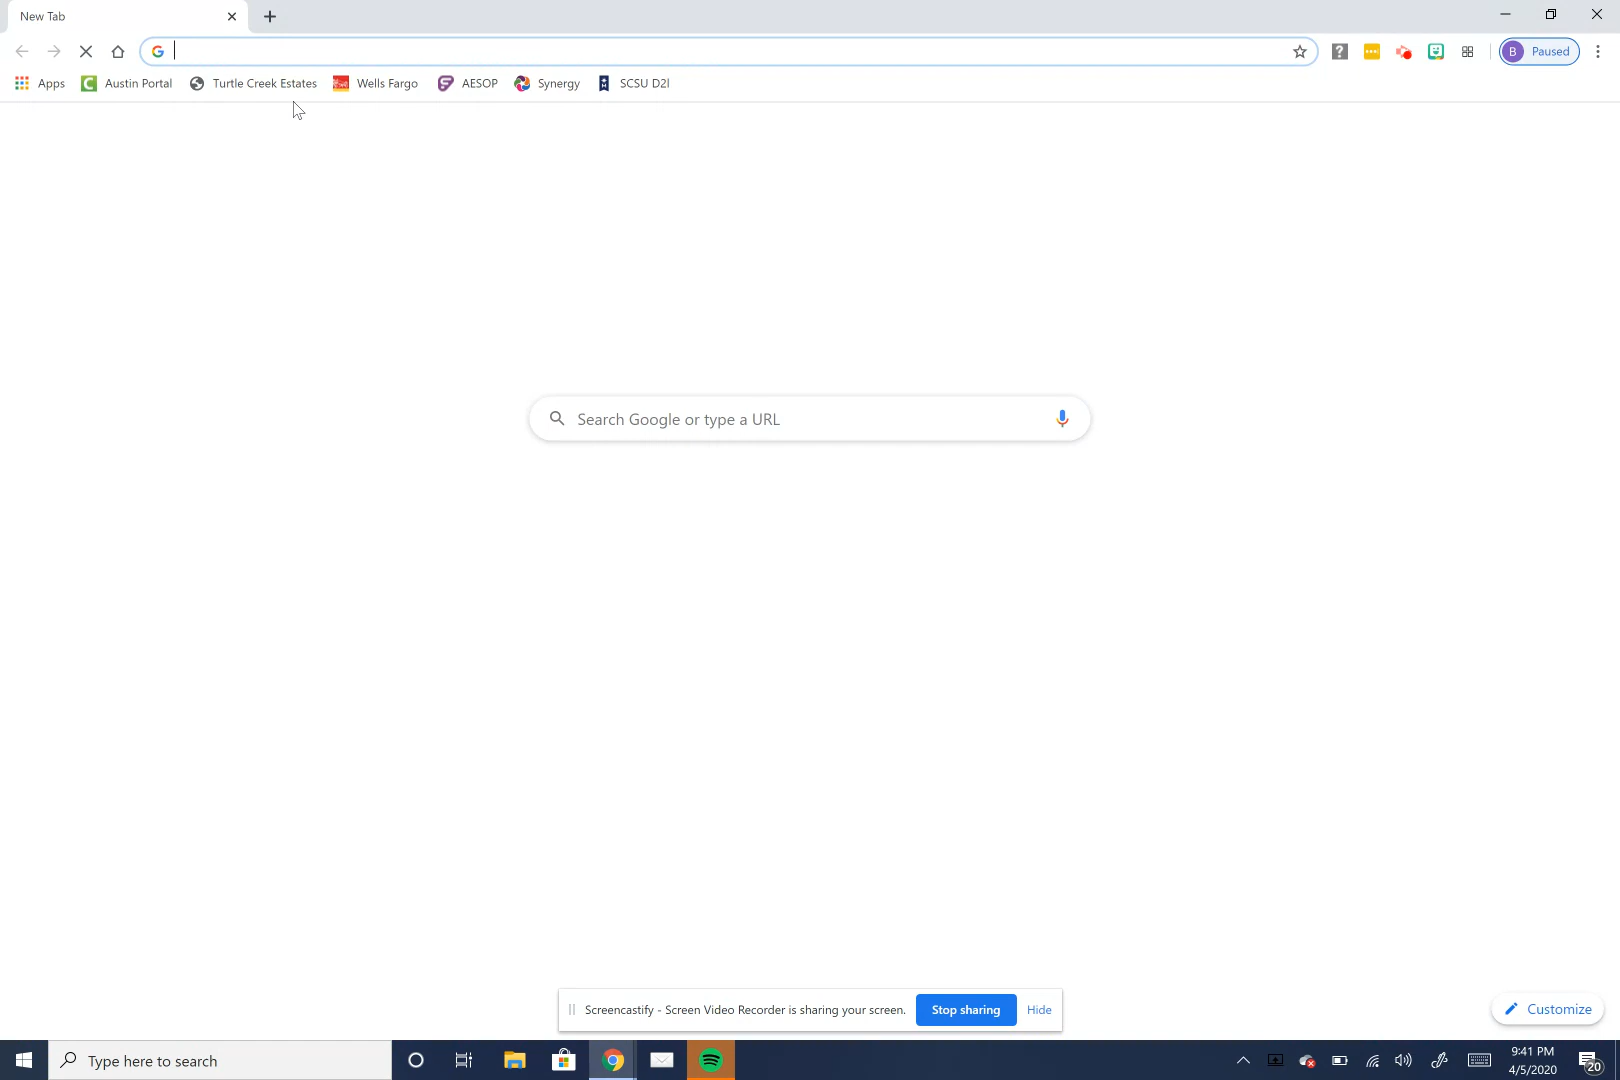 New Tab
Paused
Apps Austin Portal Turtle Creek Estates Wells Fargo AESOP Synergy SCSU D2l
Search Google or type a URL
Screencastify - Screen Video Recorder is sharing your screen. Stop sharing Hide
Customize
Type here to search
9:41 PM
4/5/2020
20